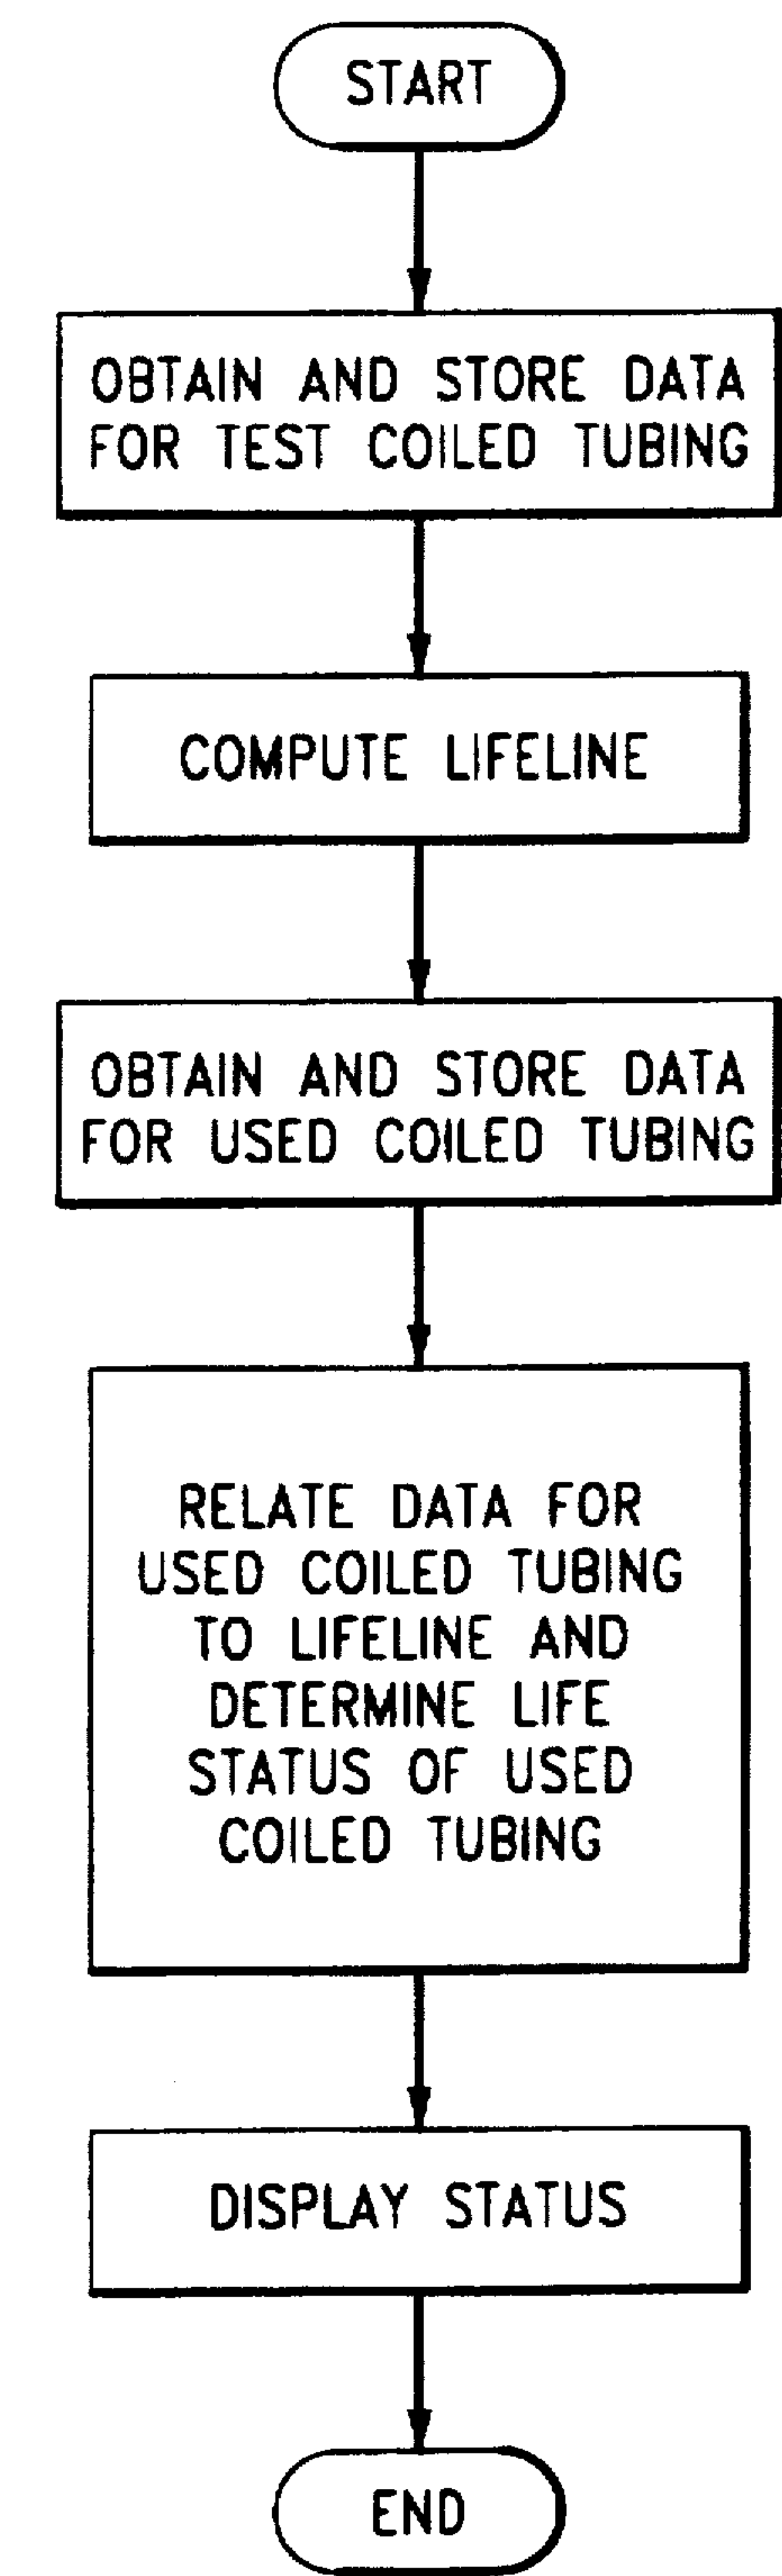 START
OBTAIN AND STORE DATA
FOR TEST COILED TUBING
COMPUTE LIFELINE
OBTAIN AND STORE DATA
FOR USED COILED TUBING
RELATE DATA FOR
USED COILED TUBING
TO LIFELINE AND
DETERMINE LIFE
STATUS OF USED
COILED TUBING
DISPLAY STATUS
END